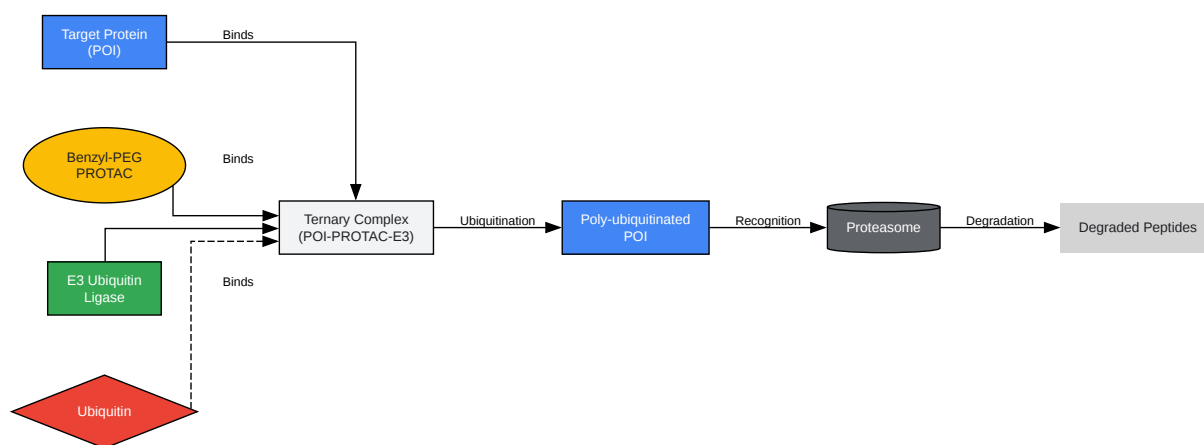 Target Protein
(POI)
Binds
Benzyl-PEG
PROTAC
Binds
Ternary Complex
(POI-PROTAC-E3)
Ubiquitination
Poly-ubiquitinated
POI
Recognition
Proteasome
Degradation
Degraded Peptides
E3 Ubiquitin
Ligase
Binds
Ubiquitin